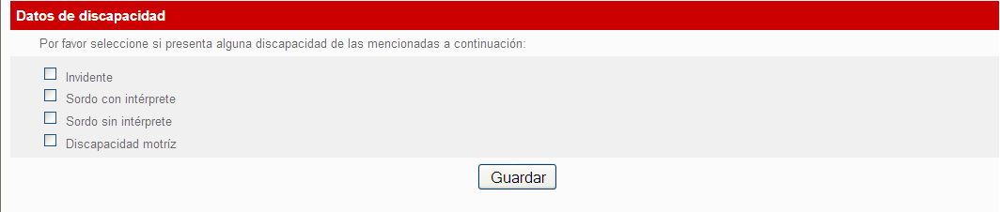 Datos de discapacidad
Por favor seleccione si presenta alguna discapacidad de las mencionadas a continuación:
Invidente
Sordo con intérprete
Sordo sin intérprete
Discapacidad motríz
Guardar